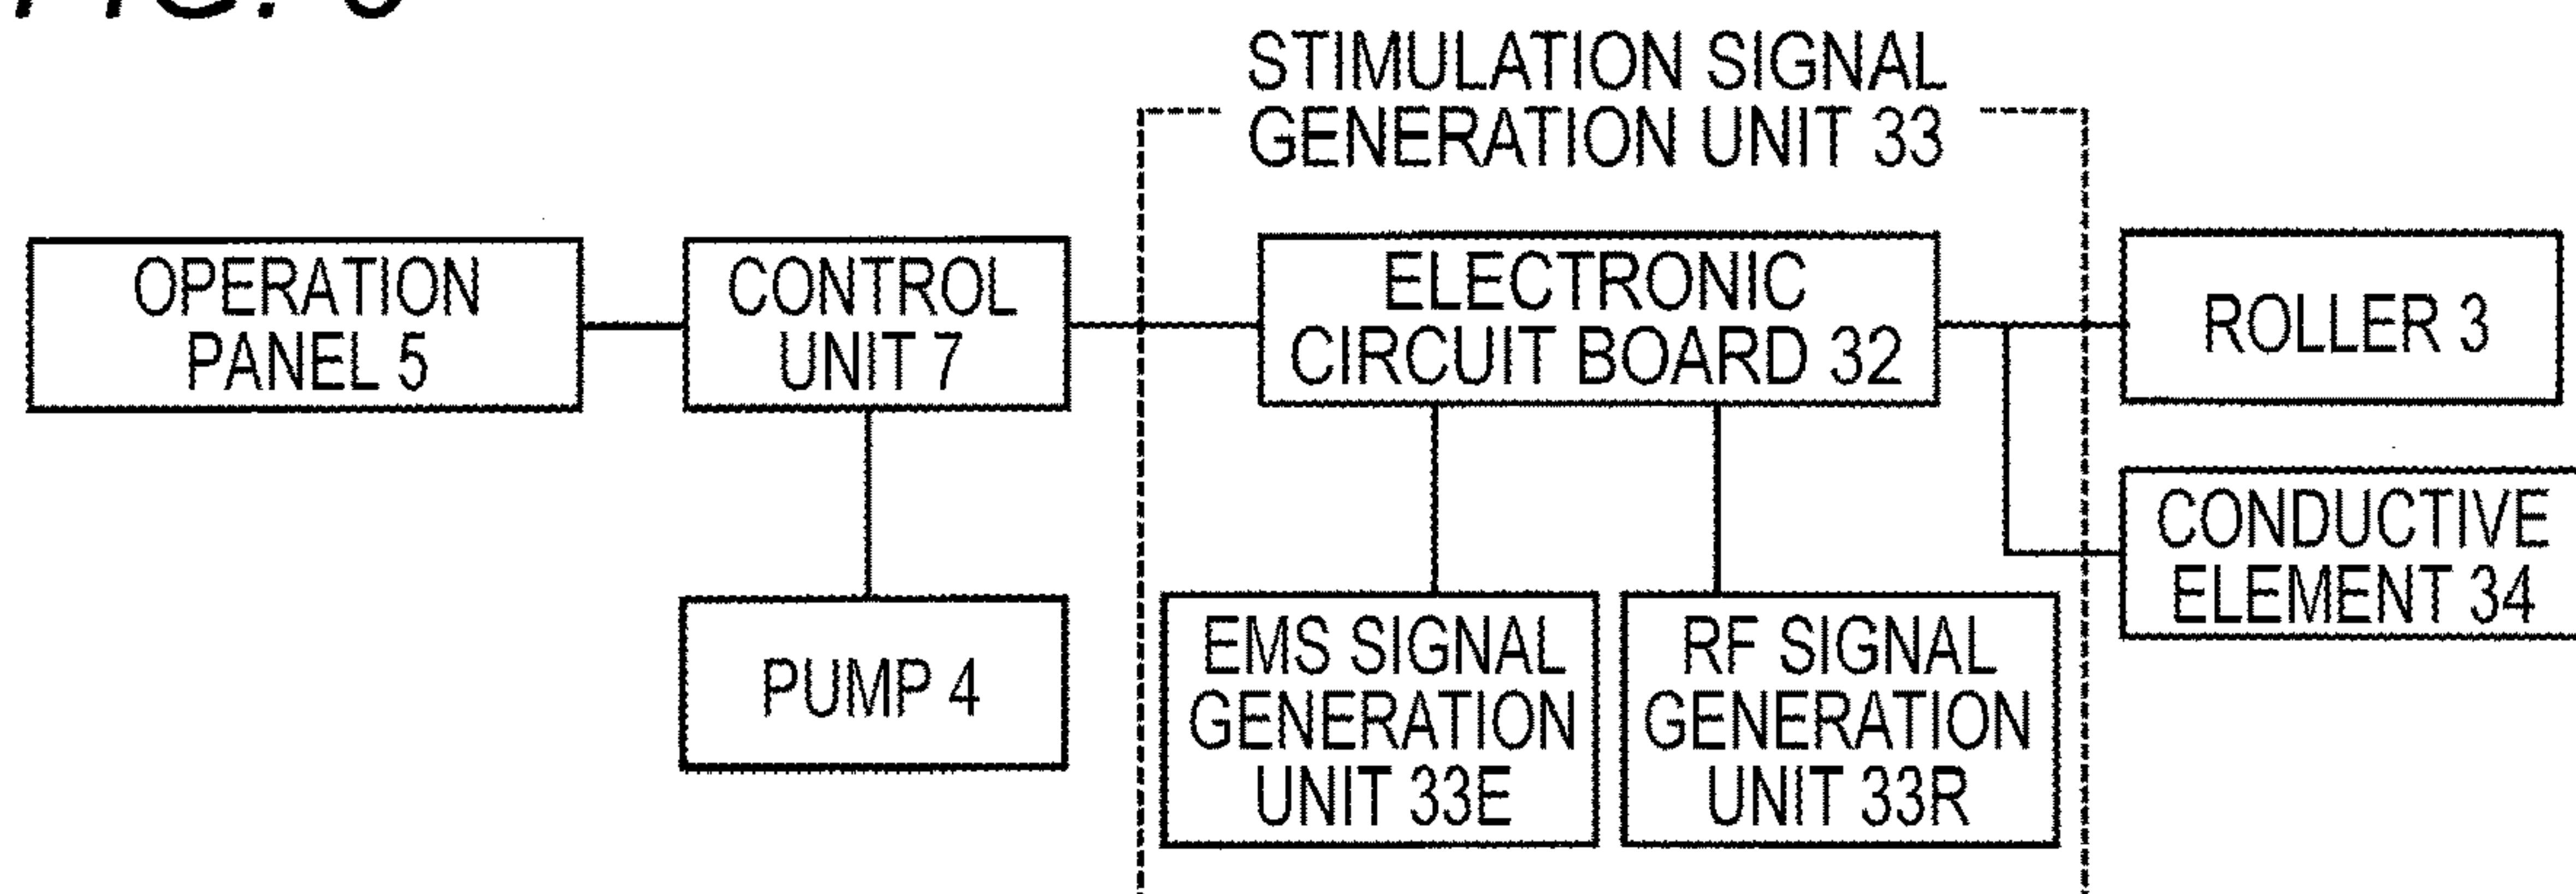 STIMULATION SIGNAL
GENERATION UNIT 33
OPERATION
PANEL 5
CONTROL
UNIT 7
ELECTRONIC
CIRCUIT BOARD 32
ROLLER 3
CONDUCTIVE
ELEMENT 34
PUMP 4
EMS SIGNAL
GENERATION
UNIT 33E
RF SIGNAL
GENERATION
UNIT 33R